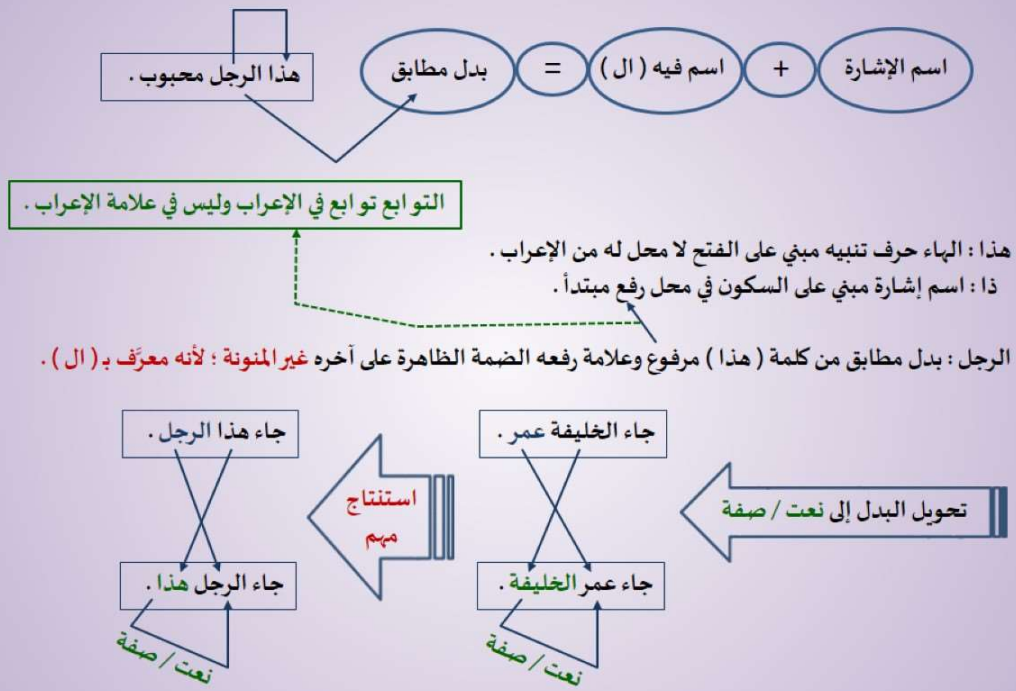 اسم الإشارة + اسم فيه ( ال ) = بدل مطابق
هذا الرجل محبوب .
التوابع توابع في الإعراب وليس في علامة الإعراب .
هذا : الهاء حرف تنبيه مبني على الفتح لا محل له من الإعراب .
ذا : اسم إشارة مبني على السكون في محل رفع مبتدأ .
الرجل : بدل مطابق من كلمة ( هذا ) مرفوع وعلامة رفعه الضمة الظاهرة على آخره غير المنونة ؛ لأنه معرَّف بـ ( ال ) .
تحويل البدل إلى نعت / صفة
جاء الخليفة عمر .
جاء عمر الخليفة .
نعت / صفة
استنتاج
مهم
جاء هذا الرجل .
جاء الرجل هذا .
نعت / صفة